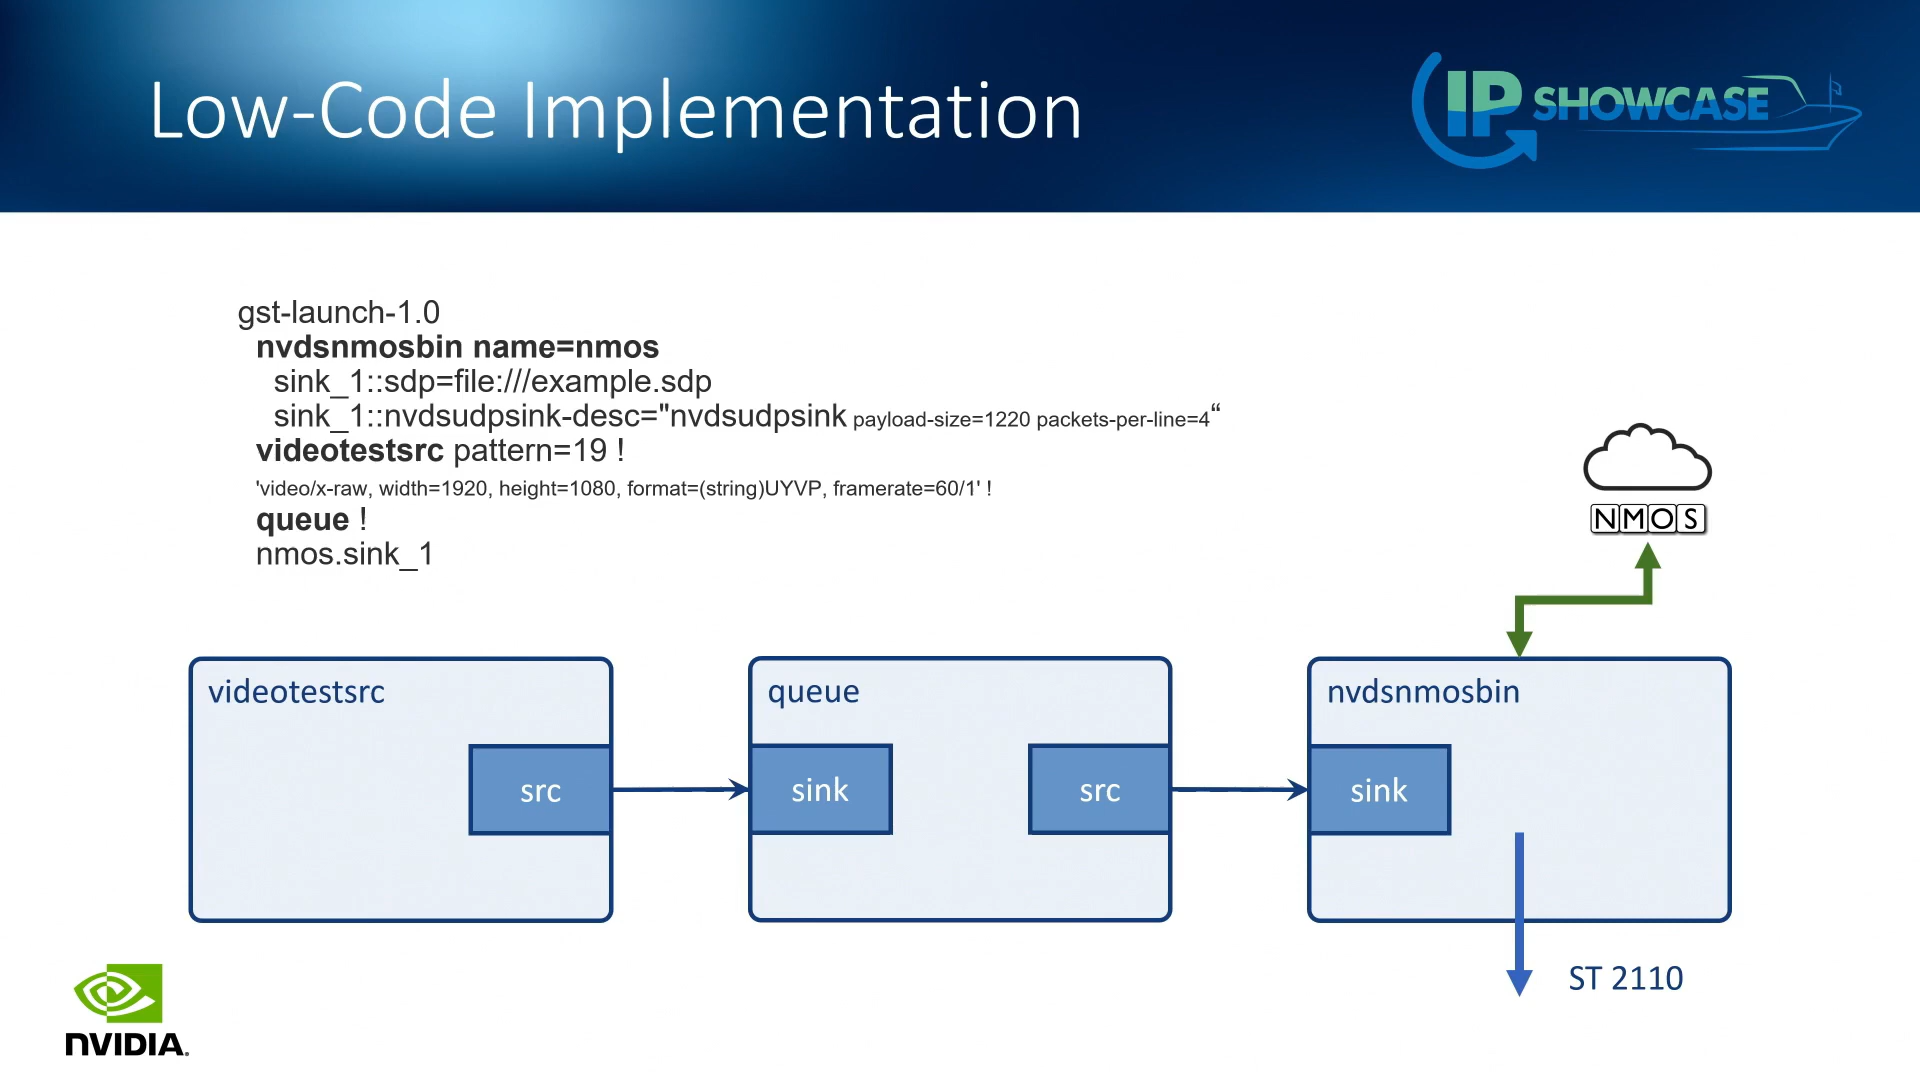 Low-Code Implementation
IP SHOWCASE
gst-launch-1.0
nvdsnmosbin name=nmos
sink_1::sdp=file:///example.sdp
sink_1::nvdsudpsink-desc="nvdsudpsink payload-size=1220 packets-per-line=4“
videotestsrc pattern=19 !
'video/x-raw, width=1920, height=1080, format=(string)UYVP, framerate=60/1' !
queue !
nmos.sink_1
NMOS
videotestsrc
queue
nvdsnmosbin
src
sink
src
sink
ST 2110
NVIDIA.